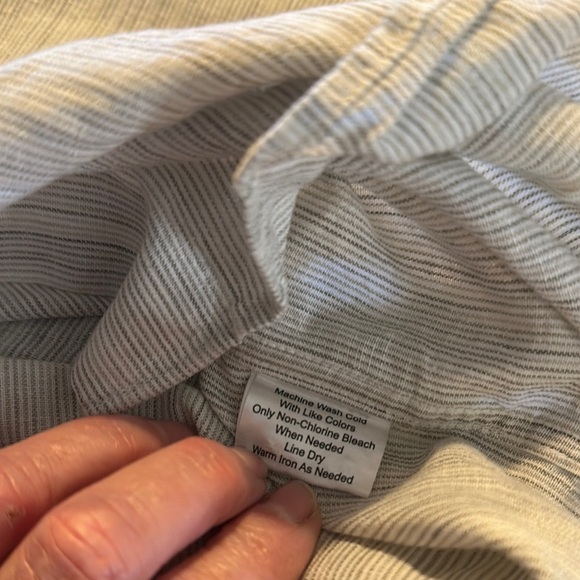 Machine Wash Cold
With Like Colors
Only Non-Chlorine Bleach
When Needed
Line Dry
Warm Iron As Needed